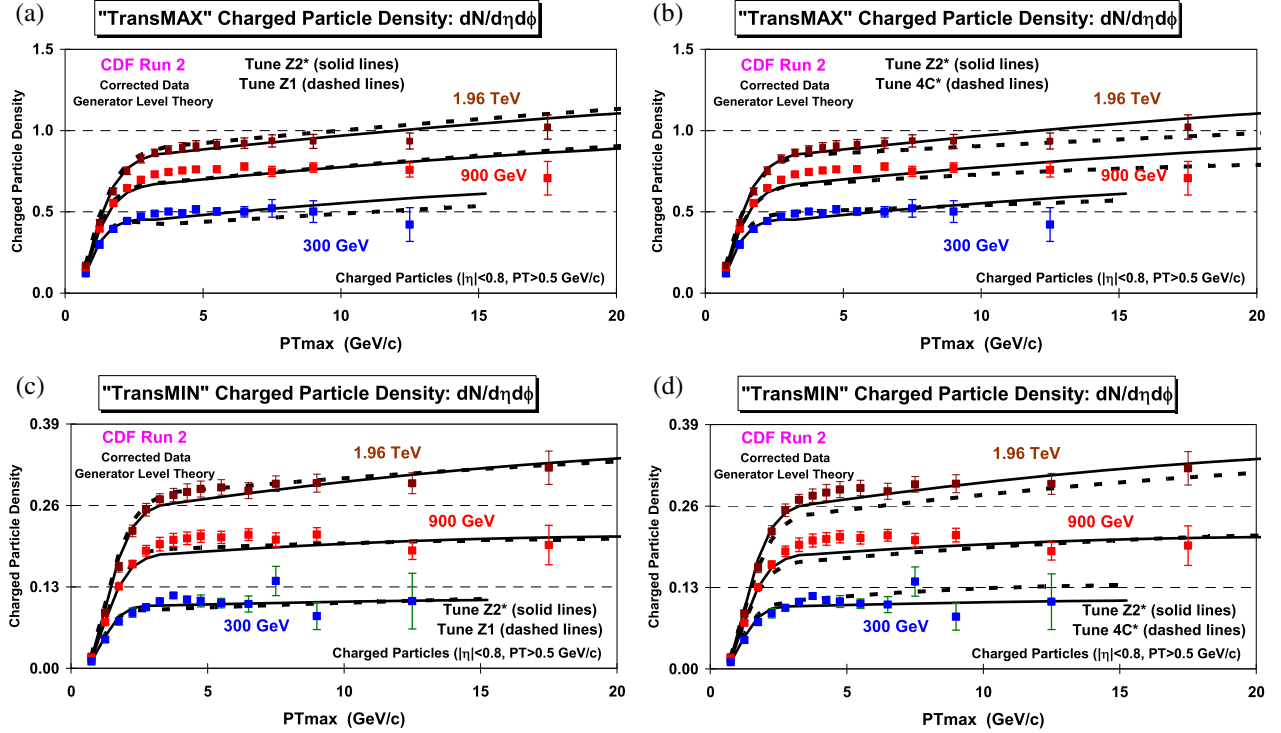 (a)
"TransMAX" Charged Particle Density: dN/dηdφ
1.5
1.0
0.5
0.0
Charged Particle Density
CDF Run 2
Corrected Data
Generator Level Theory
Tune Z2* (solid lines)
Tune Z1 (dashed lines)
1.96 TeV
900 GeV
300 GeV
Charged Particles (|η|<0.8, PT>0.5 GeV/c)
0 5 10 15 20
PTmax (GeV/c)
(b)
"TransMAX" Charged Particle Density: dN/dηdφ
1.5
1.0
0.5
0.0
Charged Particle Density
CDF Run 2
Corrected Data
Generator Level Theory
Tune Z2* (solid lines)
Tune 4C* (dashed lines)
1.96 TeV
900 GeV
300 GeV
Charged Particles (|η|<0.8, PT>0.5 GeV/c)
0 5 10 15 20
PTmax (GeV/c)
(c)
"TransMIN" Charged Particle Density: dN/dηdφ
0.39
0.26
0.13
0.00
Charged Particle Density
CDF Run 2
Corrected Data
Generator Level Theory
1.96 TeV
900 GeV
300 GeV
Tune Z2* (solid lines)
Tune Z1 (dashed lines)
Charged Particles (|η|<0.8, PT>0.5 GeV/c)
0 5 10 15 20
PTmax (GeV/c)
(d)
"TransMIN" Charged Particle Density: dN/dηdφ
0.39
0.26
0.13
0.00
Charged Particle Density
CDF Run 2
Corrected Data
Generator Level Theory
1.96 TeV
900 GeV
300 GeV
Tune Z2* (solid lines)
Tune 4C* (dashed lines)
Charged Particles (|η|<0.8, PT>0.5 GeV/c)
0 5 10 15 20
PTmax (GeV/c)